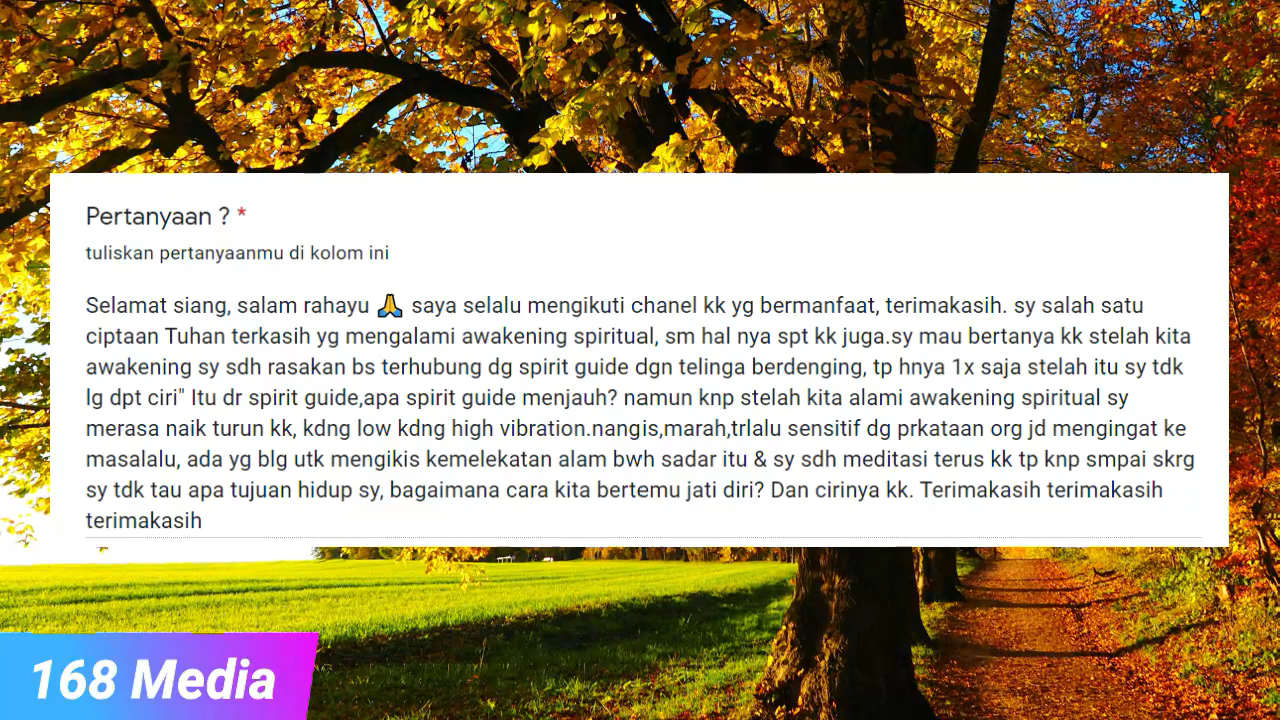 Pertanyaan ? *
tuliskan pertanyaanmu di kolom ini
Selamat siang, salam rahayu 🙏 saya selalu mengikuti chanel kk yg bermanfaat, terimakasih. sy salah satu
ciptaan Tuhan terkasih yg mengalami awakening spiritual, sm hal nya spt kk juga.sy mau bertanya kk stelah kita
awakening sy sdh rasakan bs terhubung dg spirit guide dgn telinga berdenging, tp hnya 1x saja stelah itu sy tdk
lg dpt ciri" Itu dr spirit guide,apa spirit guide menjauh? namun knp stelah kita alami awakening spiritual sy
merasa naik turun kk, kdng low kdng high vibration.nangis,marah,trlalu sensitif dg prkataan org jd mengingat ke
masalalu, ada yg blg utk mengikis kemelekatan alam bwh sadar itu & sy sdh meditasi terus kk tp knp smpai skrg
sy tdk tau apa tujuan hidup sy, bagaimana cara kita bertemu jati diri? Dan cirinya kk. Terimakasih terimakasih
terimakasih
168 Media